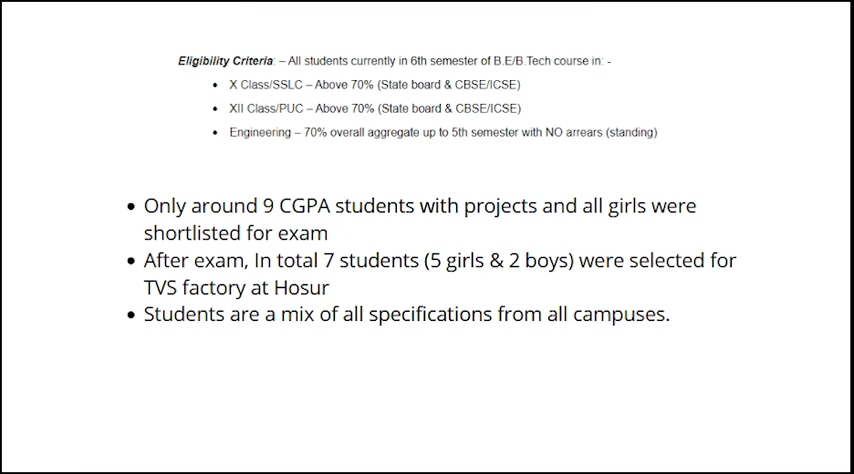 Eligibility Criteria: – All students currently in 6th semester of B.E/B.Tech course in: -
• X Class/SSLC – Above 70% (State board & CBSE/ICSE)
• XII Class/PUC – Above 70% (State board & CBSE/ICSE)
• Engineering – 70% overall aggregate up to 5th semester with NO arrears (standing)
• Only around 9 CGPA students with projects and all girls were
shortlisted for exam
• After exam, In total 7 students (5 girls & 2 boys) were selected for
TVS factory at Hosur
• Students are a mix of all specifications from all campuses.